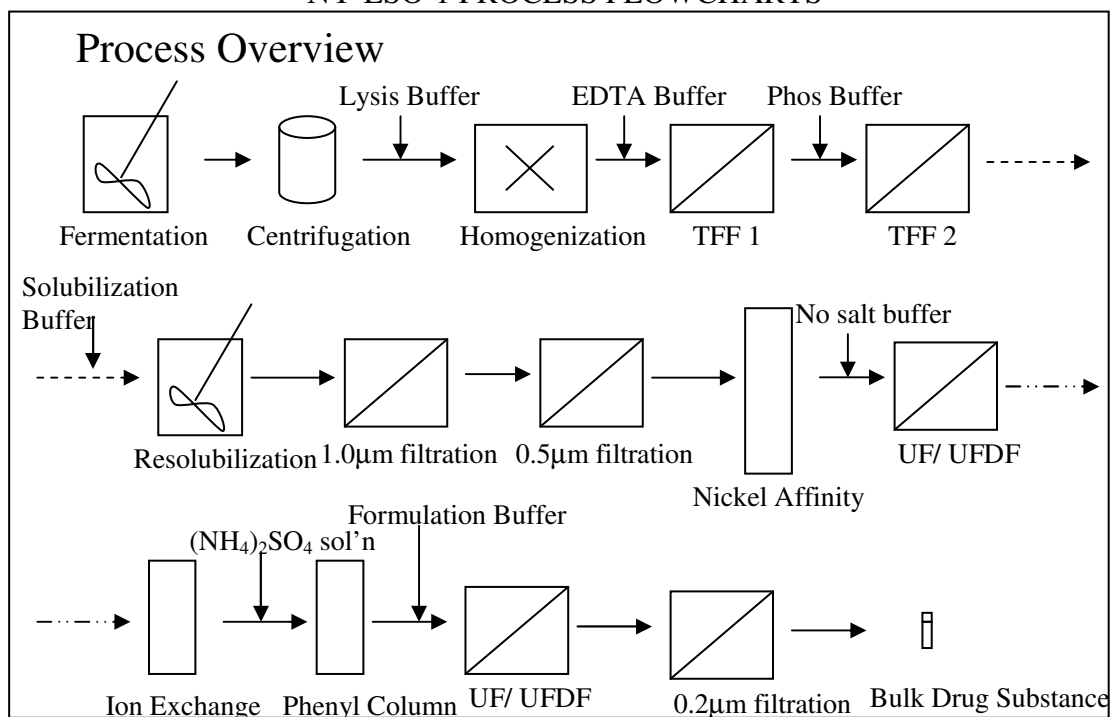 NY-ESO-1 PROCESS FLOWCHARTS
Process Overview
Lysis Buffer EDTA Buffer Phos Buffer
Fermentation Centrifugation Homogenization TFF 1 TFF 2
Solubilization
Buffer
No salt buffer
Resolubilization 1.0μm filtration 0.5μm filtration UF/ UFDF
Nickel Affinity
Formulation Buffer
(NH4)2SO4 sol’n
Ion Exchange Phenyl Column UF/ UFDF 0.2μm filtration Bulk Drug Substance